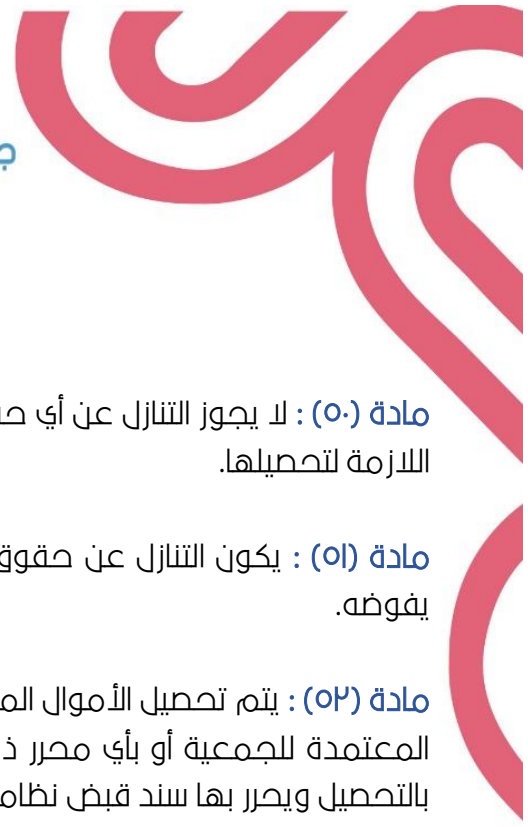 مادة (٥٠) : لا يجوز التنازل عن أي
اللازمة لتحصيلها.
مادة (٥١) : يكون التنازل عن حقوق
يفوضه.
مادة (٥٢) : يتم تحصيل الأموال
المعتمدة للجمعية أو بأي محرر
بالتحصيل ويحرر بها سند قبض